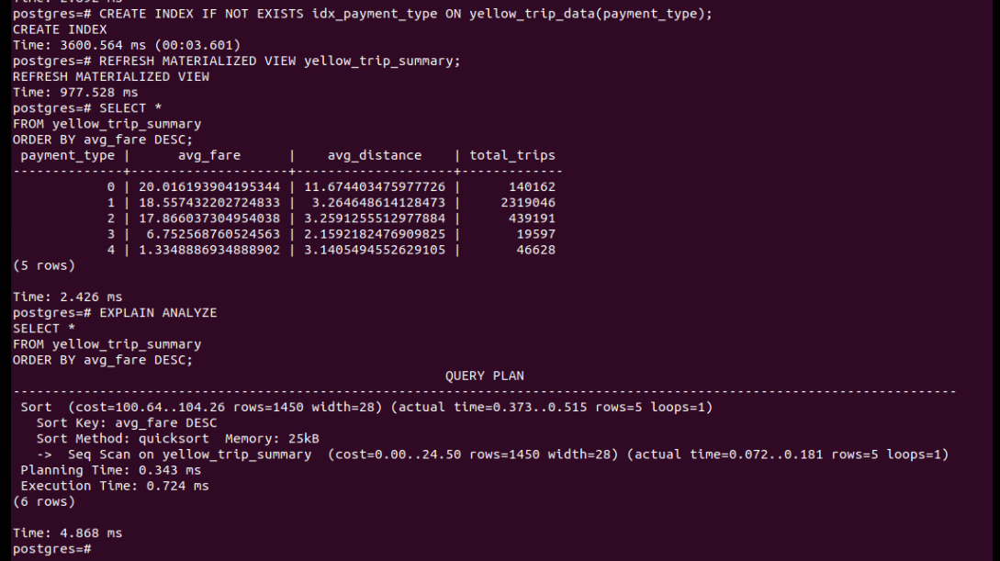 Time: 2.892 ms
postgres=# CREATE INDEX IF NOT EXISTS idx_payment_type ON yellow_trip_data(payment_type);
CREATE INDEX
Time: 3600.564 ms (00:03.601)
postgres=# REFRESH MATERIALIZED VIEW yellow_trip_summary;
REFRESH MATERIALIZED VIEW
Time: 977.528 ms
postgres=# SELECT *
FROM yellow_trip_summary
ORDER BY avg_fare DESC;
 payment_type |      avg_fare      |    avg_distance    | total_trips
--------------+--------------------+--------------------+-------------
            0 | 20.016193904195344 | 11.674403475977726 |      140162
            1 | 18.557432202724833 |  3.264648614128473 |     2319046
            2 | 17.866037304954038 | 3.2591255512977884 |      439191
            3 |  6.752568760524563 | 2.1592182476909825 |       19597
            4 | 1.3348886934888902 | 3.1405494552629105 |       46628
(5 rows)

Time: 2.426 ms
postgres=# EXPLAIN ANALYZE
SELECT *
FROM yellow_trip_summary
ORDER BY avg_fare DESC;
                                                      QUERY PLAN
----------------------------------------------------------------------------------------------------------------------
 Sort  (cost=100.64..104.26 rows=1450 width=28) (actual time=0.373..0.515 rows=5 loops=1)
   Sort Key: avg_fare DESC
   Sort Method: quicksort  Memory: 25kB
   ->  Seq Scan on yellow_trip_summary  (cost=0.00..24.50 rows=1450 width=28) (actual time=0.072..0.181 rows=5 loops=1)
 Planning Time: 0.343 ms
 Execution Time: 0.724 ms
(6 rows)

Time: 4.868 ms
postgres=#